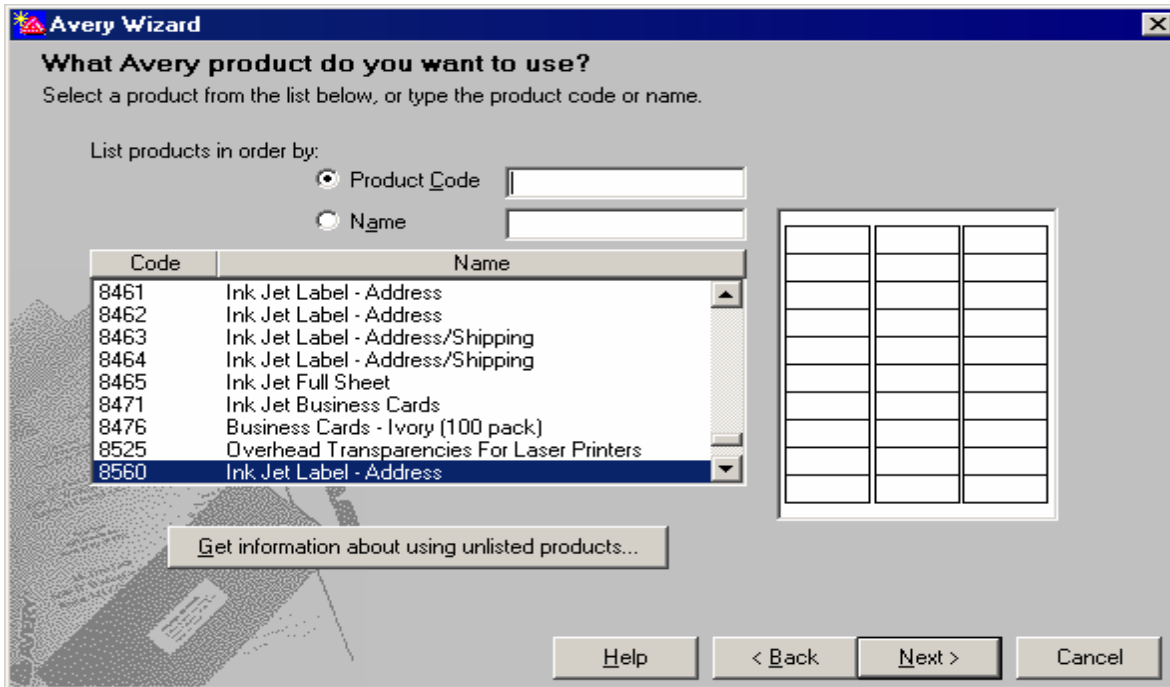 Avery Wizard
What Avery product do you want to use?
Select a product from the list below, or type the product code or name.
List products in order by:
Product Code
Name
Code Name
8461 Ink Jet Label - Address
8462 Ink Jet Label - Address
8463 Ink Jet Label - Address/Shipping
8464 Ink Jet Label - Address/Shipping
8465 Ink Jet Full Sheet
8471 Ink Jet Business Cards
8476 Business Cards - Ivory (100 pack)
8525 Overhead Transparencies For Laser Printers
8560 Ink Jet Label - Address
Get information about using unlisted products...
AVERY
Help < Back Next > Cancel